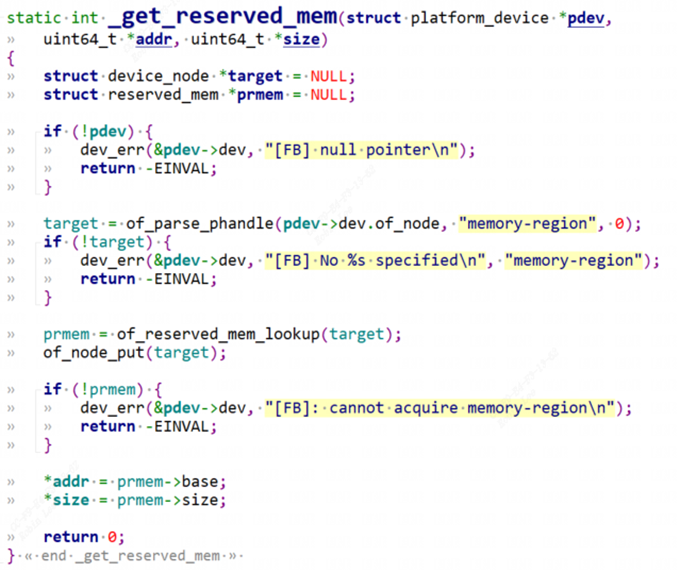 static int _get_reserved_mem(struct platform_device *pdev,
» uint64_t *addr, uint64_t *size)
{
» struct device_node *target = NULL;
» struct reserved_mem *prmem = NULL;
» if (!pdev) {
» » dev_err(&pdev->dev, "[FB] null pointer\n");
» » return -EINVAL;
» }
» target = of_parse_phandle(pdev->dev.of_node, "memory-region", 0);
» if (!target) {
» » dev_err(&pdev->dev, "[FB] No %s specified\n", "memory-region");
» » return -EINVAL;
» }
» prmem = of_reserved_mem_lookup(target);
» of_node_put(target);
» if (!prmem) {
» » dev_err(&pdev->dev, "[FB]: cannot acquire memory-region\n");
» » return -EINVAL;
» }
» *addr = prmem->base;
» *size = prmem->size;
» return 0;
} « end _get_reserved_mem »